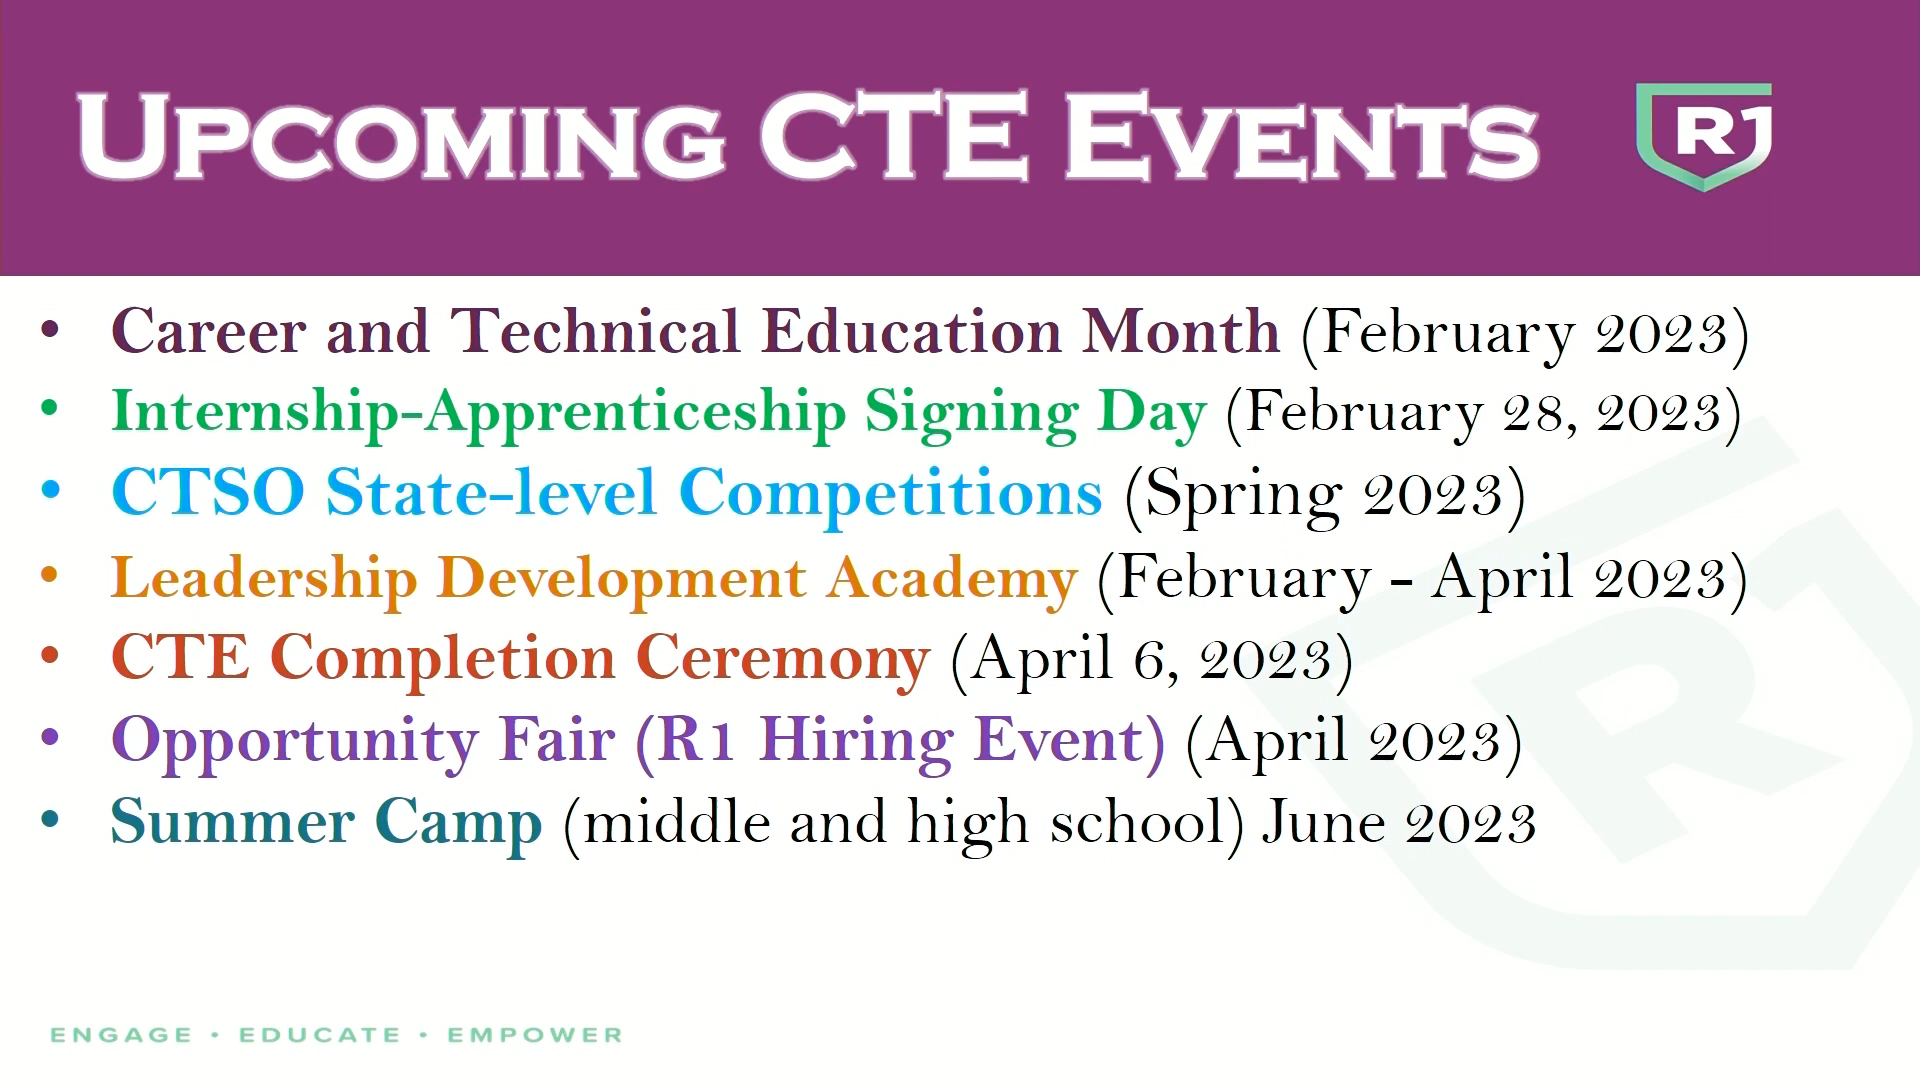 UPCOMING CTE EVENTS
R1
• Career and Technical Education Month (February 2023)
• Internship-Apprenticeship Signing Day (February 28, 2023)
• CTSO State-level Competitions (Spring 2023)
• Leadership Development Academy (February - April 2023)
• CTE Completion Ceremony (April 6, 2023)
• Opportunity Fair (R1 Hiring Event) (April 2023)
• Summer Camp (middle and high school) June 2023
R1
ENGAGE • EDUCATE • EMPOWER